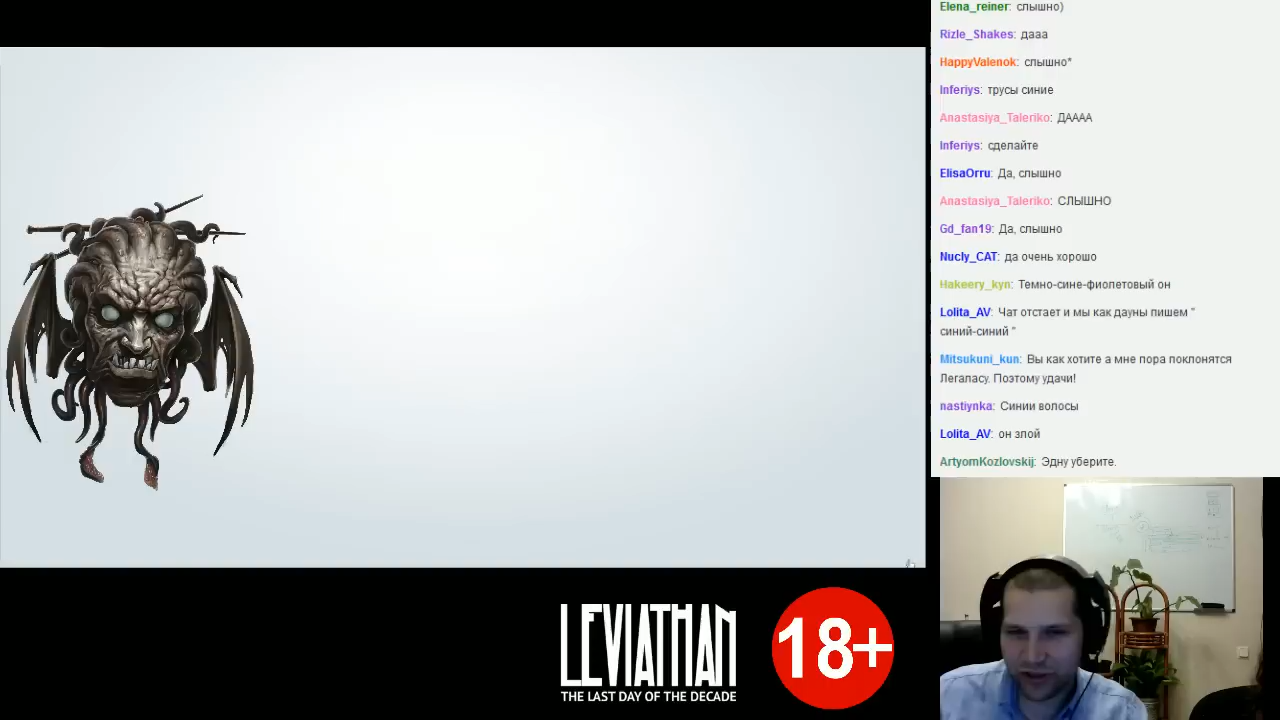 Elena_reiner: слышно)
Rizle_Shakes: дааа
HappyValenok: слышно*
Inferiys: трусы синие
Anastasiya_Taleriko: ДАААА
Inferiys: сделайте
ElisaOrru: Да, слышно
Anastasiya_Taleriko: СЛЫШНО
Gd_fan19: Да, слышно
Nucly_CAT: да очень хорошо
Hakeery_kyn: Темно-сине-фиолетовый он
Lolita_AV: Чат отстает и мы как дауны пишем "
синий-синий "
Mitsukuni_kun: Вы как хотите а мне пора поклонятся
Легаласу. Поэтому удачи!
nastiynka: Синии волосы
Lolita_AV: он злой
ArtyomKozlovskij: Эдну уберите.
LEVIATHAN
THE LAST DAY OF THE DECADE
18+